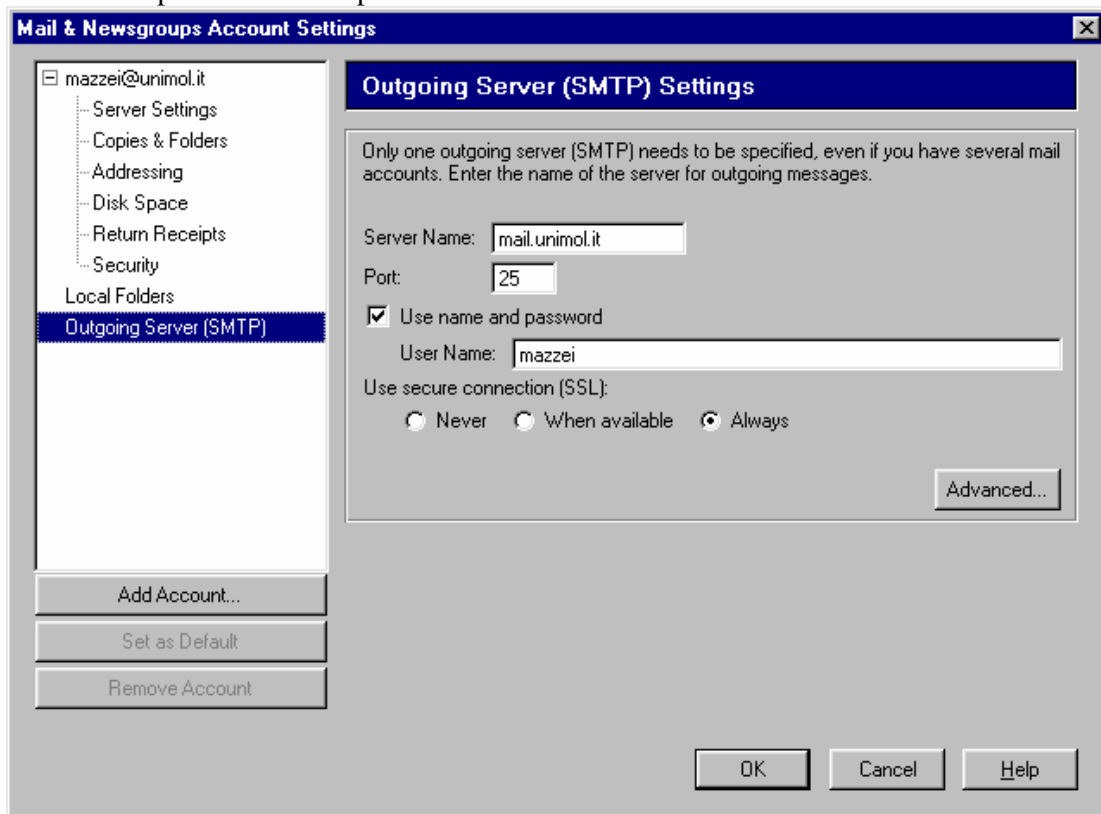 Mail & Newsgroups Account Settings
mazzei@unimol.it
Server Settings
Copies & Folders
Addressing
Disk Space
Return Receipts
Security
Local Folders
Outgoing Server (SMTP)
Add Account...
Set as Default
Remove Account
Outgoing Server (SMTP) Settings
Only one outgoing server (SMTP) needs to be specified, even if you have several mail
accounts. Enter the name of the server for outgoing messages.
Server Name: mail.unimol.it
Port: 25
Use name and password
User Name: mazzei
Use secure connection (SSL):
Never When available Always
Advanced...
OK Cancel Help